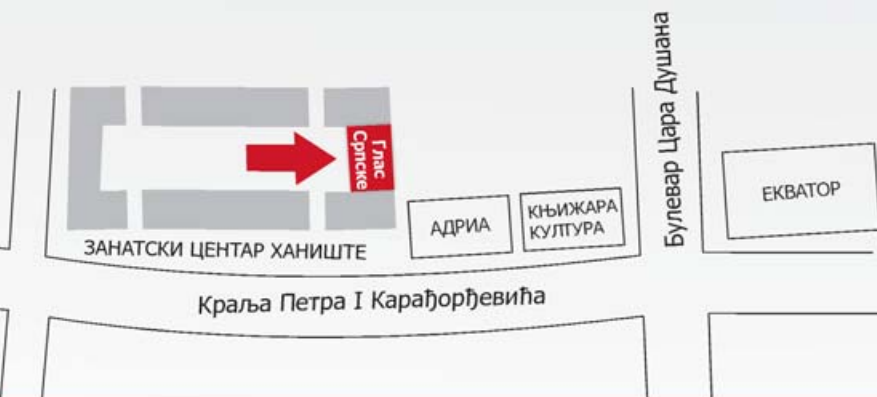 Булевар Цара Душана
Глас
Српске
ЕКВАТОР
КЊИЖАРА
КУЛТУРА
АДРИА
ЗАНАТСКИ ЦЕНТАР ХАНИШТЕ
Краља Петра I Карађорђевића